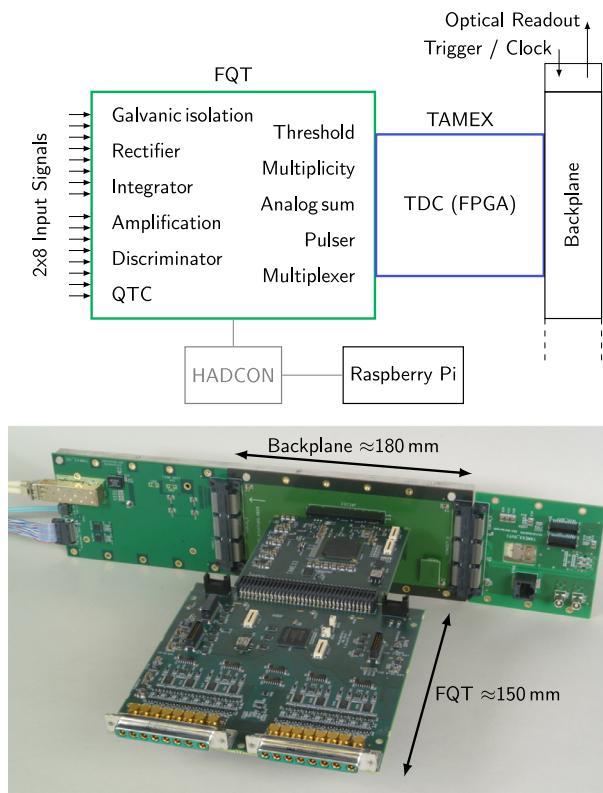 Optical Readout
Trigger / Clock
FQT
TAMEX
2x8 Input Signals
Galvanic isolation
Rectifier
Integrator
Amplification
Discriminator
QTC
Threshold
Multiplicity
Analog sum
Pulser
Multiplexer
TDC (FPGA)
Backplane
HADCON
Raspberry Pi
Backplane ≈180 mm
FQT ≈150 mm